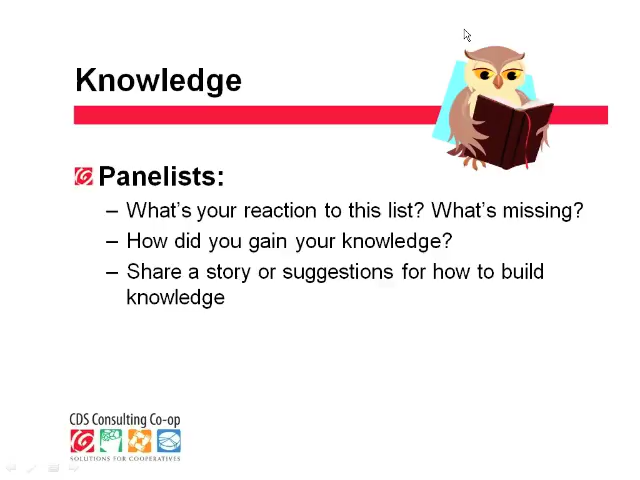 Knowledge
Panelists:
– What's your reaction to this list? What's missing?
– How did you gain your knowledge?
– Share a story or suggestions for how to build
knowledge
CDS Consulting Co-op
SOLUTIONS FOR COOPERATIVES